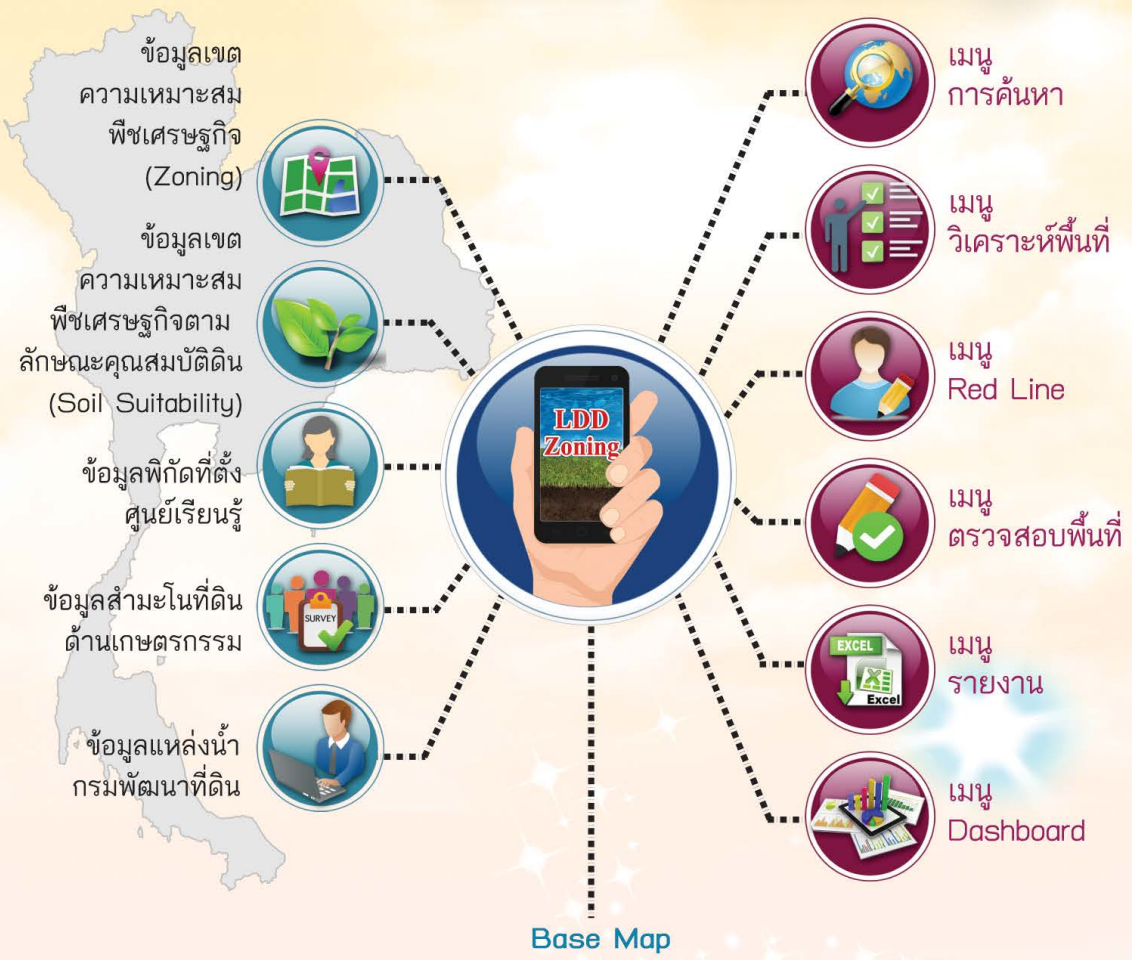 ข้อมูลเขต
ความเหมาะสม
พืชเศรษฐกิจ
(Zoning)
ข้อมูลเขต
ความเหมาะสม
พืชเศรษฐกิจตาม
ลักษณะคุณสมบัติดิน
(Soil Suitability)
ข้อมูลพิกัดที่ตั้ง
ศูนย์เรียนรู้
SURVEY
ข้อมูลสำมะโนที่ดิน
ด้านเกษตรกรรม
ข้อมูลแหล่งน้ำ
กรมพัฒนาที่ดิน
LDD
Zoning
เมนู
การค้นหา
เมนู
วิเคราะห์พื้นที่
เมนู
Red Line
เมนู
ตรวจสอบพื้นที่
EXCEL
Excel
เมนู
รายงาน
เมนู
Dashboard
Base Map